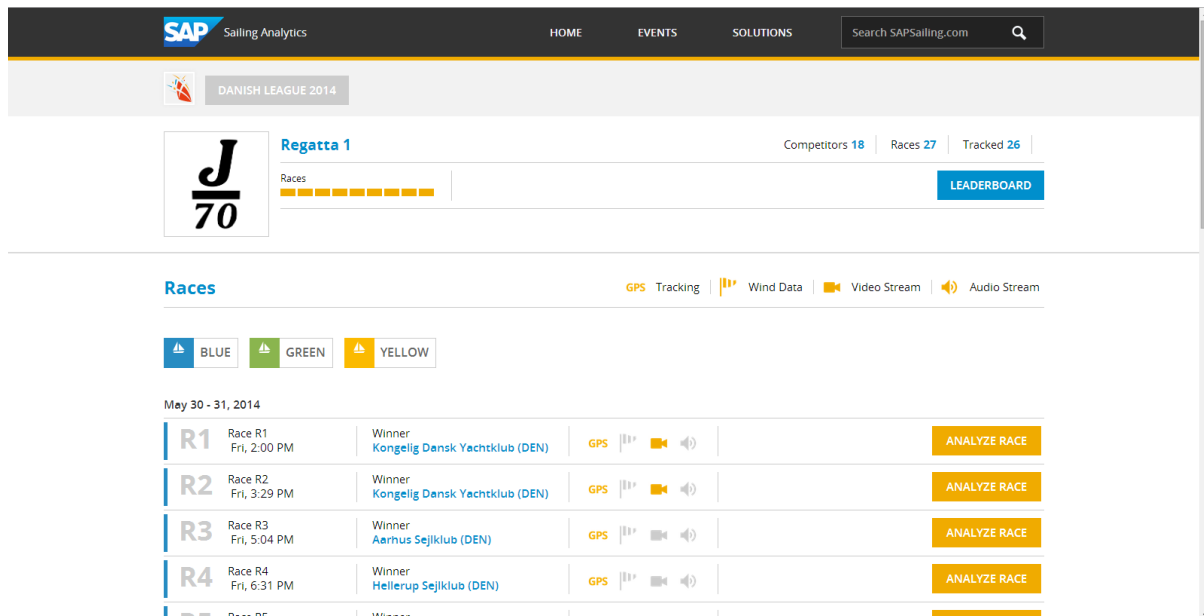 SAP Sailing Analytics HOME EVENTS SOLUTIONS Search SAPSailing.com
DANISH LEAGUE 2014
J
70
Regatta 1 Competitors 18 Races 27 Tracked 26
Races
LEADERBOARD
Races GPS Tracking Wind Data Video Stream Audio Stream
BLUE GREEN YELLOW
May 30 - 31, 2014
R1 Race R1 Winner
Fri, 2:00 PM Kongelig Dansk Yachtklub (DEN) GPS ANALYZE RACE
R2 Race R2 Winner
Fri, 3:29 PM Kongelig Dansk Yachtklub (DEN) GPS ANALYZE RACE
R3 Race R3 Winner
Fri, 5:04 PM Aarhus Sejlklub (DEN) GPS ANALYZE RACE
R4 Race R4 Winner
Fri, 6:31 PM Hellerup Sejlklub (DEN) GPS ANALYZE RACE